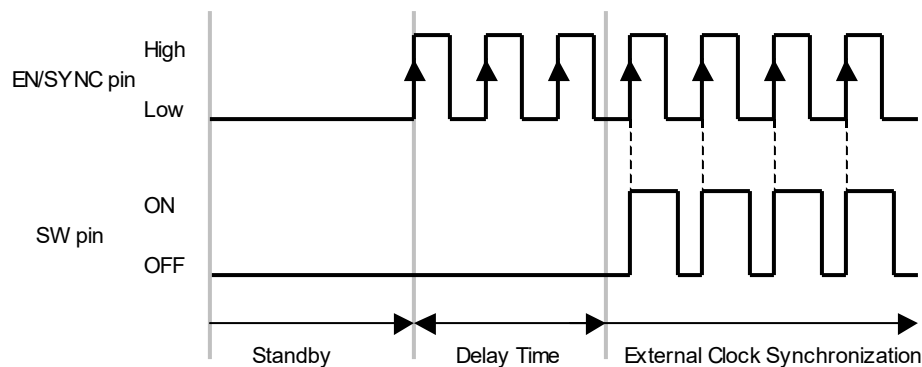 High
EN/SYNC pin
Low
ON
SW pin
OFF
Standby
Delay Time
External Clock Synchronization